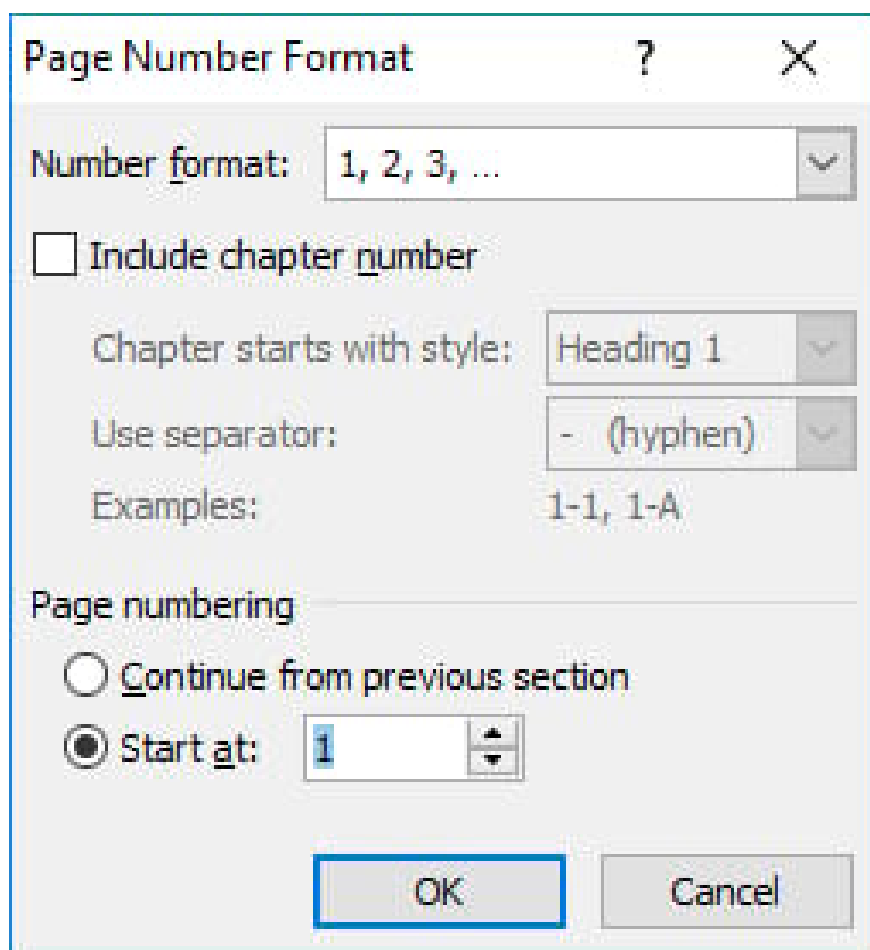 Page Number Format ?
Number format: 1, 2, 3, ...
Include chapter number
Chapter starts with style: Heading 1
Use separator: - (hyphen)
Examples: 1-1, 1-A
Page numbering
Continue from previous section
Start at: 1
OK Cancel